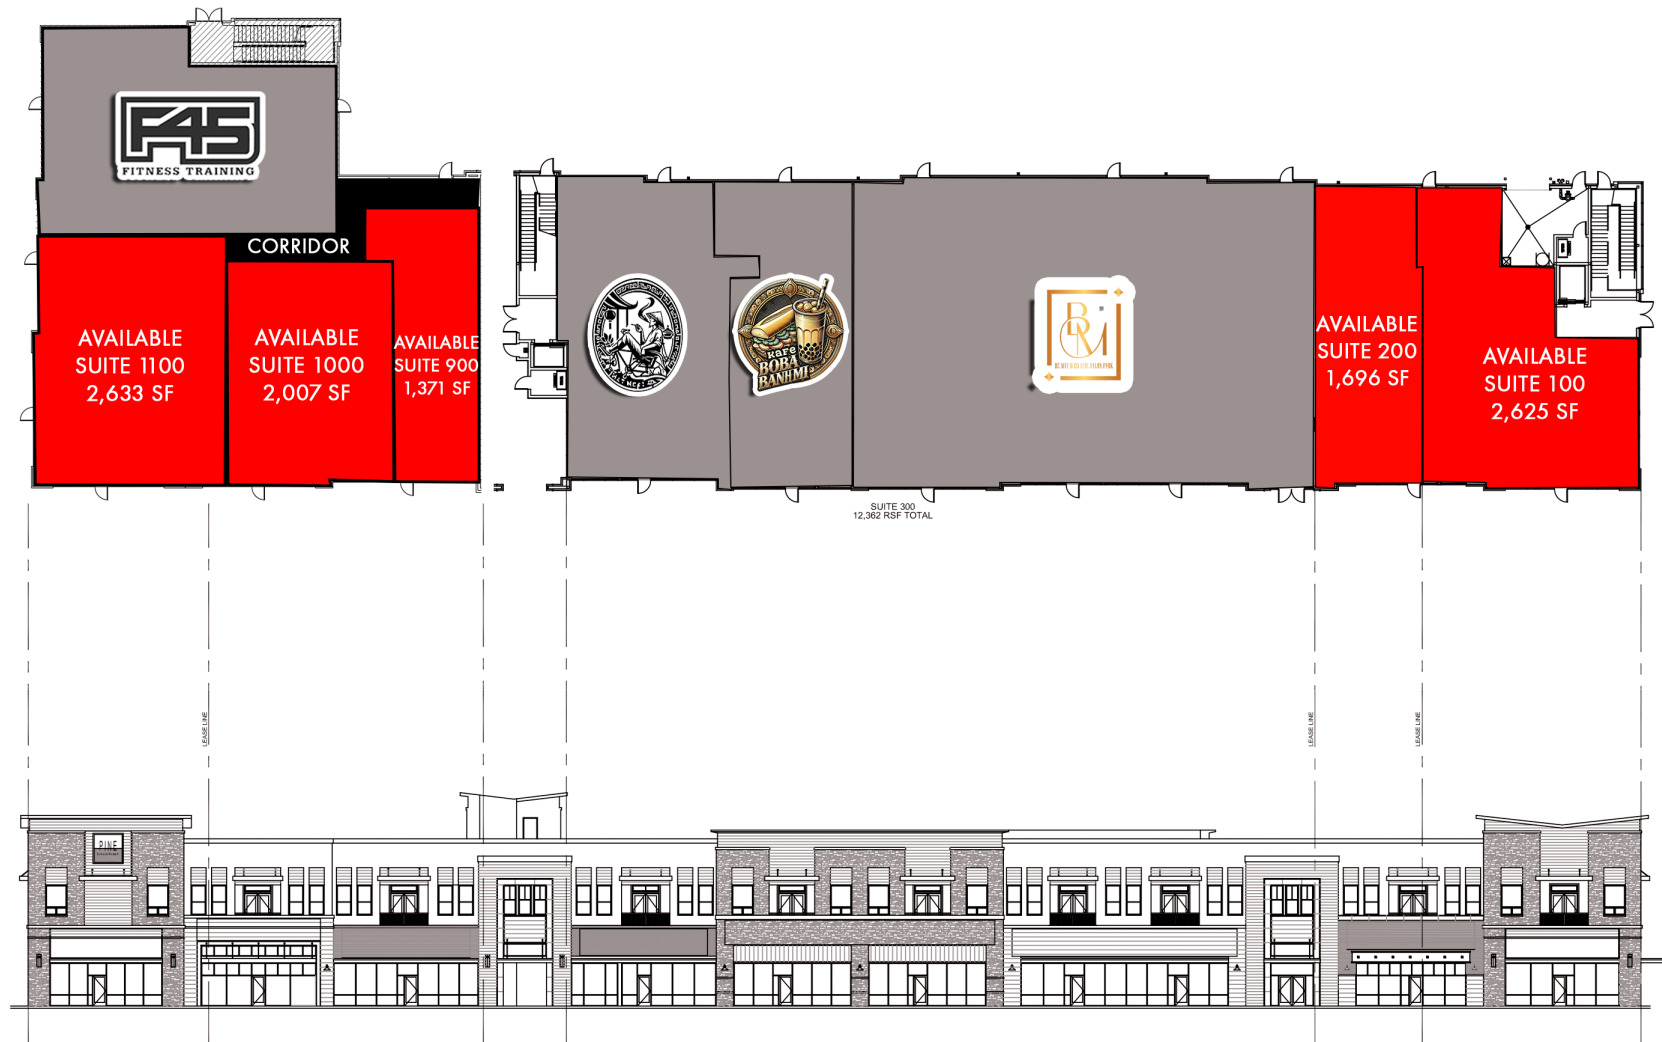 F45
FITNESS TRAINING
CORRIDOR
AVAILABLE
SUITE 1100
2,633 SF
AVAILABLE
SUITE 1000
2,007 SF
AVAILABLE
SUITE 900
1,371 SF
KAFE
BOBA
BANHMI
BM
AVAILABLE
SUITE 200
1,696 SF
AVAILABLE
SUITE 100
2,625 SF
SUITE 300
12,362 RSF TOTAL
LEASE LINE
LEASE LINE
LEASE LINE
PINE